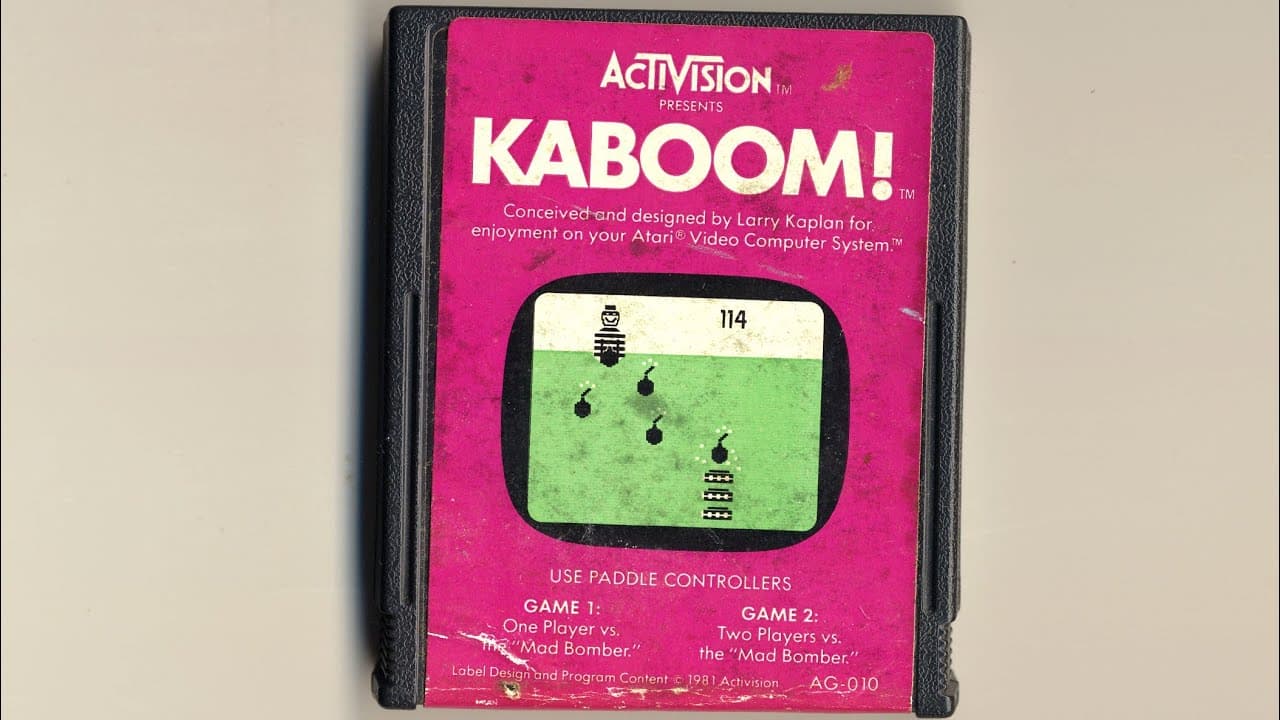 ACTIVISION™
PRESENTS
KABOOM!™
Conceived and designed by Larry Kaplan for
enjoyment on your Atari® Video Computer System.™
114
USE PADDLE CONTROLLERS
GAME 1:
One Player vs.
the "Mad Bomber."
GAME 2:
Two Players vs.
the "Mad Bomber."
Label Design and Program Content © 1981 Activision
AG-010